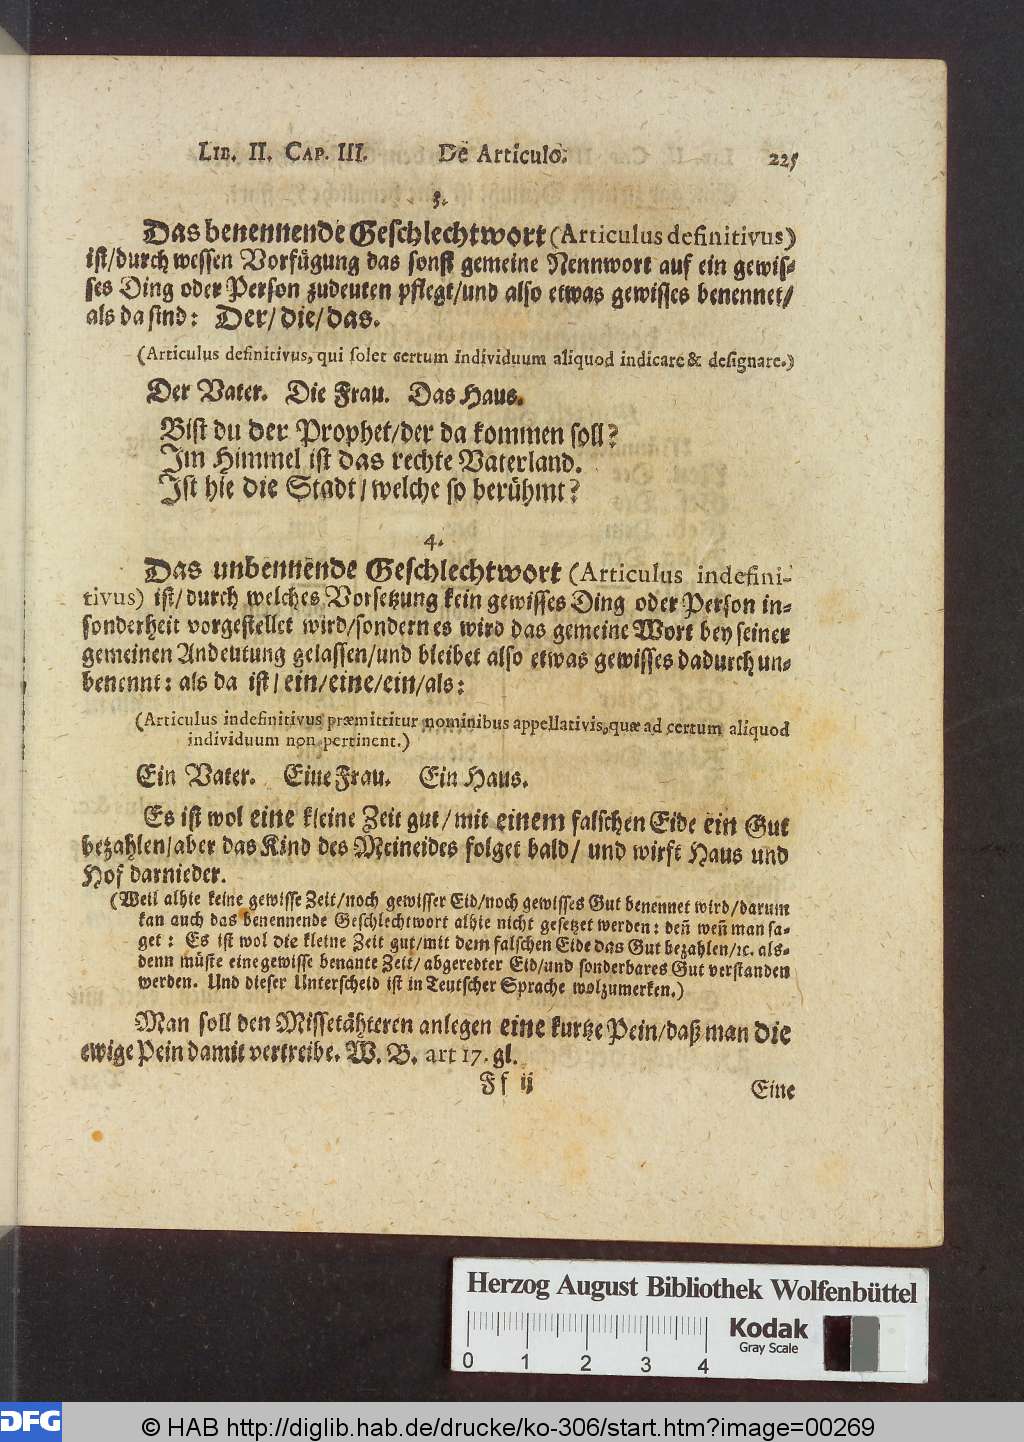 LIB. II. CAP. III. De Articulo. 225
3.
Das benennende Geschlechtwort (Articulus definitivus)
ist/durch wessen Vorfügung das sonst gemeine Nennwort auf ein gewis-
ses Ding oder Person zudeuten pflegt/und also etwas gewisses benennet/
als da sind: Der/die/das.
(Articulus definitivus, qui solet certum individuum aliquod indicare & designare.)
Der Vater. Die Frau. Das Haus.
Bist du der Prophet/der da kommen soll?
Im Himmel ist das rechte Vaterland.
Ist hie die Stadt/welche so berühmt?
4.
Das unbennende Geschlechtwort (Articulus indefini-
tivus) ist/durch welches Vorsetzung kein gewisses Ding oder Person in-
sonderheit vorgestellet wird/sondern es wird das gemeine Wort bey seiner
gemeinen Andeutung gelassen/und bleibet also etwas gewisses dadurch un-
benennt: als da ist/ein/eine/ein/als:
(Articulus indefinitivus præmittitur nominibus appellativis, quæ ad certum aliquod
individuum non pertinent.)
Ein Vater. Eine Frau. Ein Haus.
Es ist wol eine kleine Zeit gut/mit einem falschen Eide ein Gut
bezahlen/aber das Kind des Meineides folget bald/und wirft Haus und
Hof darnieder.
(Weil alhie keine gewisse Zeit/noch gewisser Eid/noch gewisses Gut benennet wird/darum
kan auch das benennende Geschlechtwort alhie nicht gesetzet werden: deñ weñ man sa-
get: Es ist wol die kleine Zeit gut/mit dem falschen Eide das Gut bezahlen/ꝛc. als-
denn müste eine gewisse benante Zeit/abgeredter Eid/und sonderbares Gut verstanden
werden. Und dieser Unterscheid ist in Teutscher Sprache wolzumerken.)
Man soll den Missetähteren anlegen eine kurtze Pein/daß man die
ewige Pein damit vertreibe. W. B. art 17. gl.
Ff ij Eine
Herzog August Bibliothek Wolfenbüttel
0 1 2 3 4
Kodak
Gray Scale
DFG
© HAB http://diglib.hab.de/drucke/ko-306/start.htm?image=00269